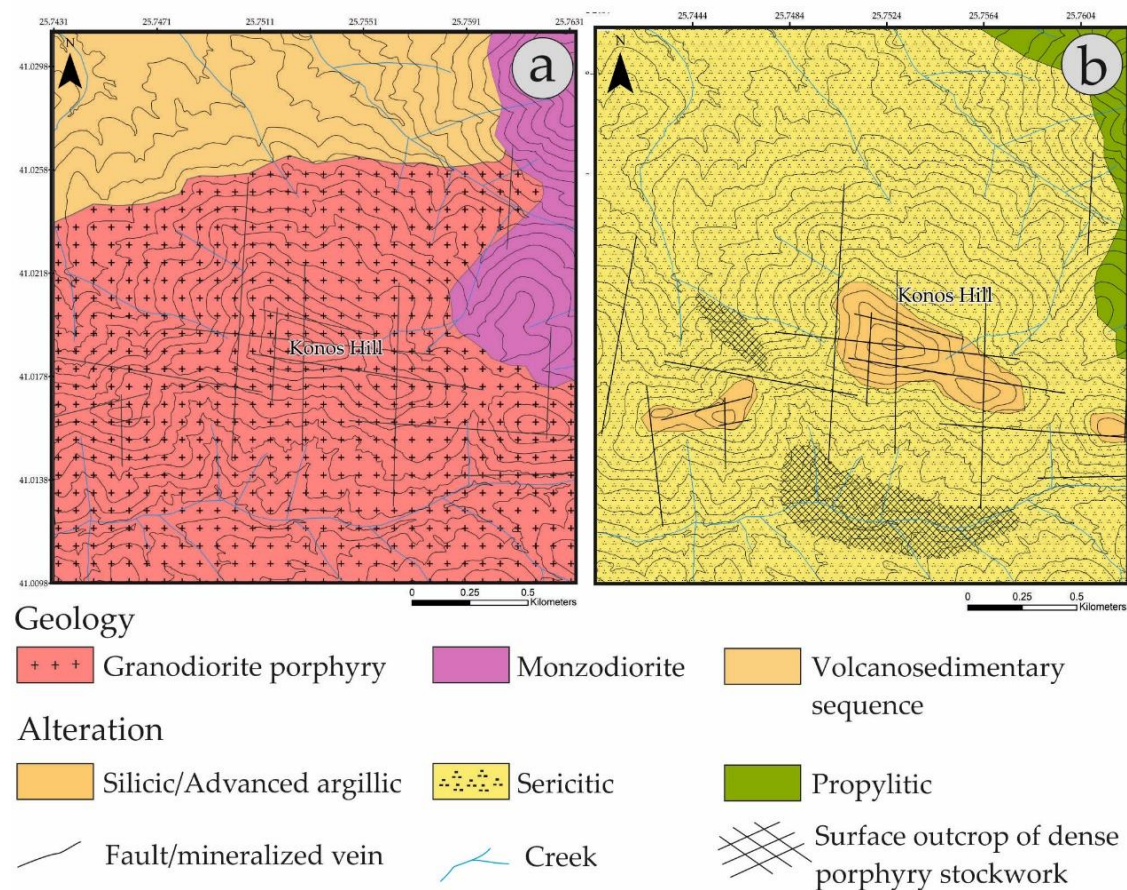 25.7431 25.7471 25.7511 25.7551 25.7591 25.7631
25.7444 25.7484 25.7524 25.7564 25.7604
41.0298
41.0258
41.0218
41.0178
41.0138
41.0098
N
a
Konos Hill
N
b
Konos Hill
0 0.25 0.5
Kilometers
0 0.25 0.5
Kilometers
Geology
Granodiorite porphyry
Monzodiorite
Volcanosedimentary
sequence
Alteration
Silicic/Advanced argillic
Sericitic
Propylitic
Fault/mineralized vein
Creek
Surface outcrop of dense
porphyry stockwork